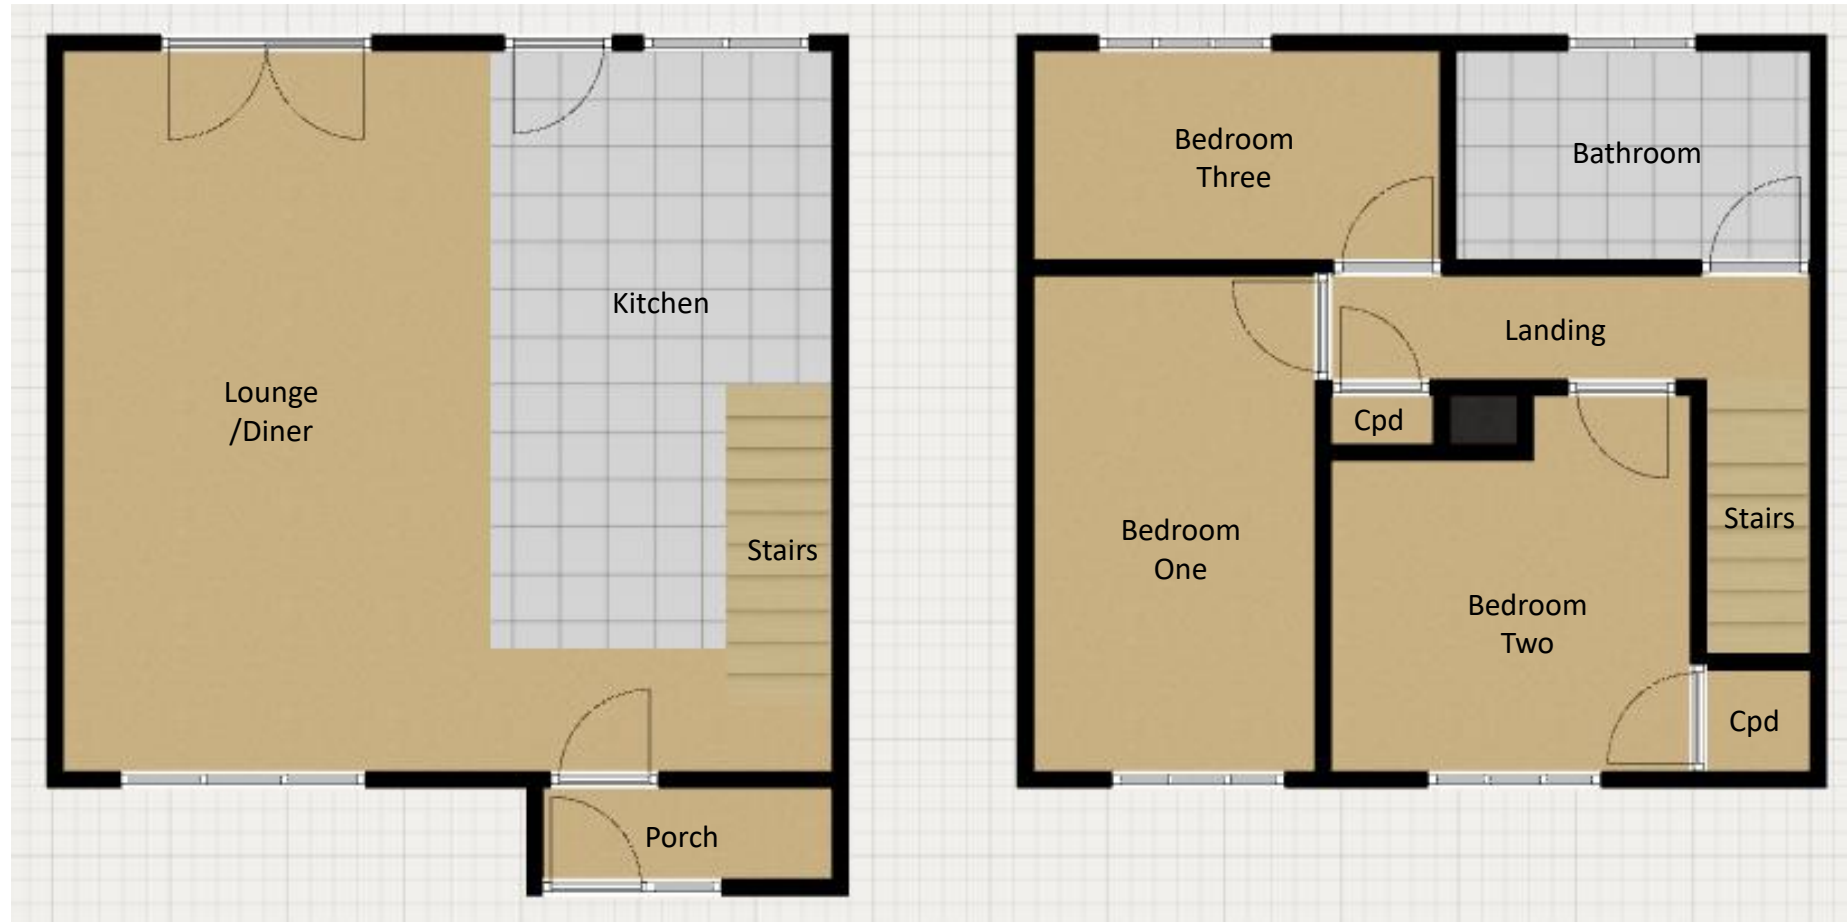 Lounge
/Diner
Kitchen
Stairs
Porch
Bedroom
Three
Bathroom
Landing
Cpd
Bedroom
One
Stairs
Bedroom
Two
Cpd